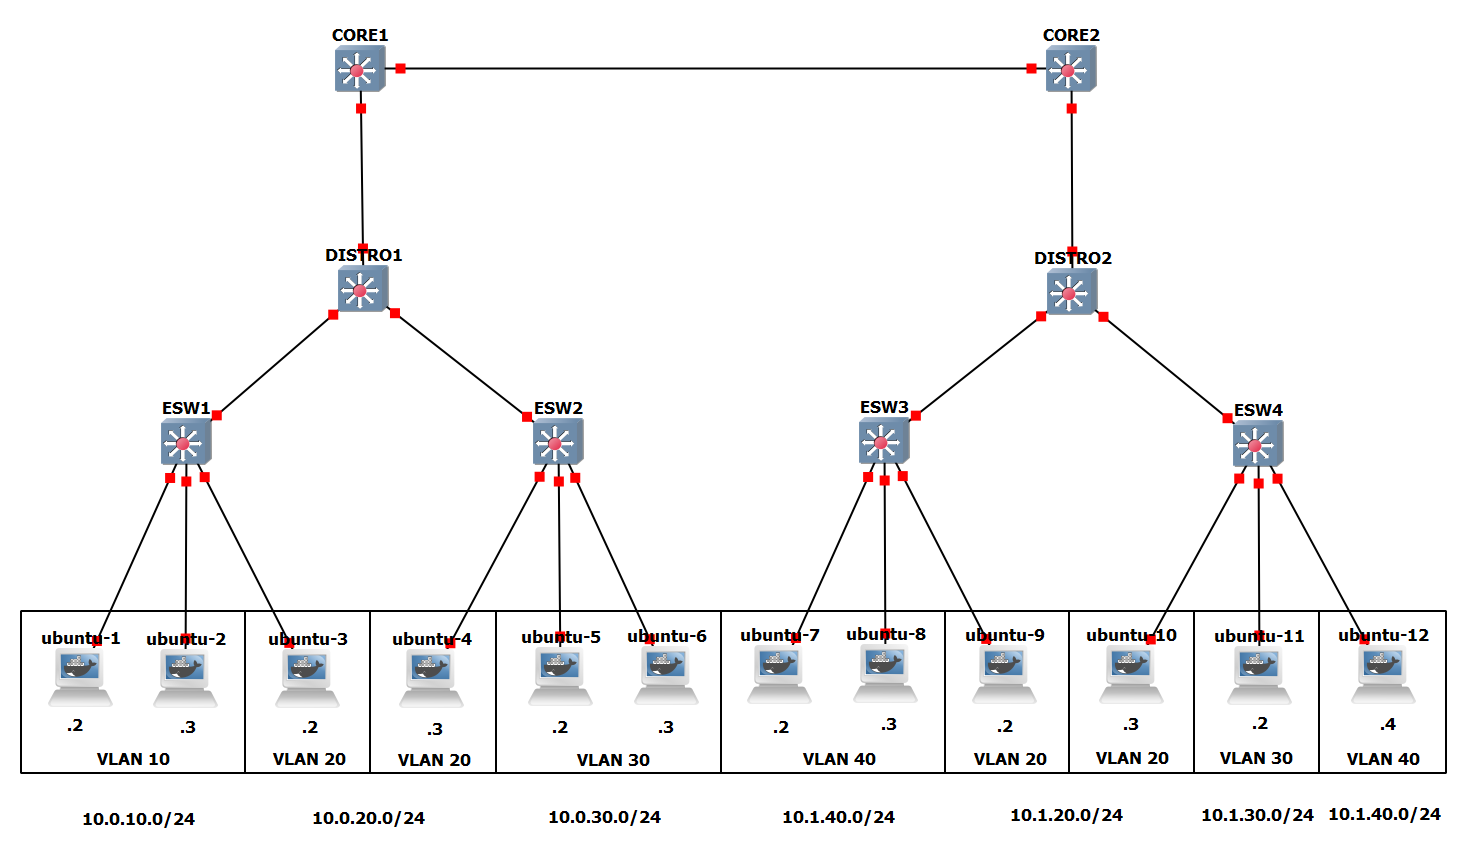 CORE1
CORE2
DISTRO1
DISTRO2
ESW1
ESW2
ESW3
ESW4
ubuntu-1
ubuntu-2
ubuntu-3
ubuntu-4
ubuntu-5
ubuntu-6
ubuntu-7
ubuntu-8
ubuntu-9
ubuntu-10
ubuntu-11
ubuntu-12
.2
.3
.2
.3
.2
.3
.2
.3
.2
.3
.2
.4
VLAN 10
VLAN 20
VLAN 20
VLAN 30
VLAN 40
VLAN 20
VLAN 20
VLAN 30
VLAN 40
10.0.10.0/24
10.0.20.0/24
10.0.30.0/24
10.1.40.0/24
10.1.20.0/24
10.1.30.0/24
10.1.40.0/24